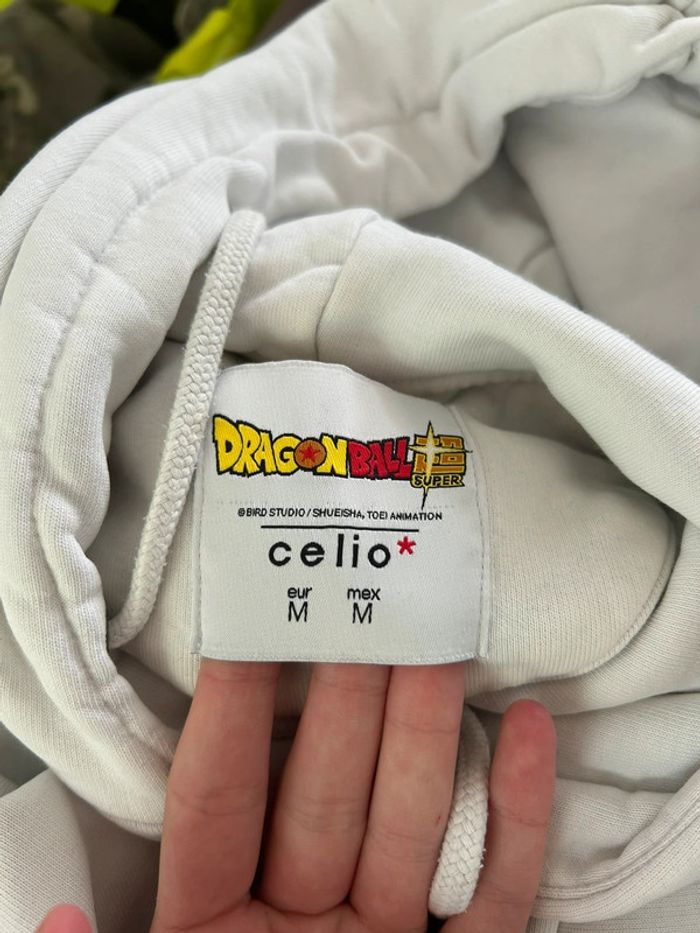 DRAGON BALL
SUPER
©BIRD STUDIO / SHUEISHA, TOEI ANIMATION
celio*
eur mex
M M